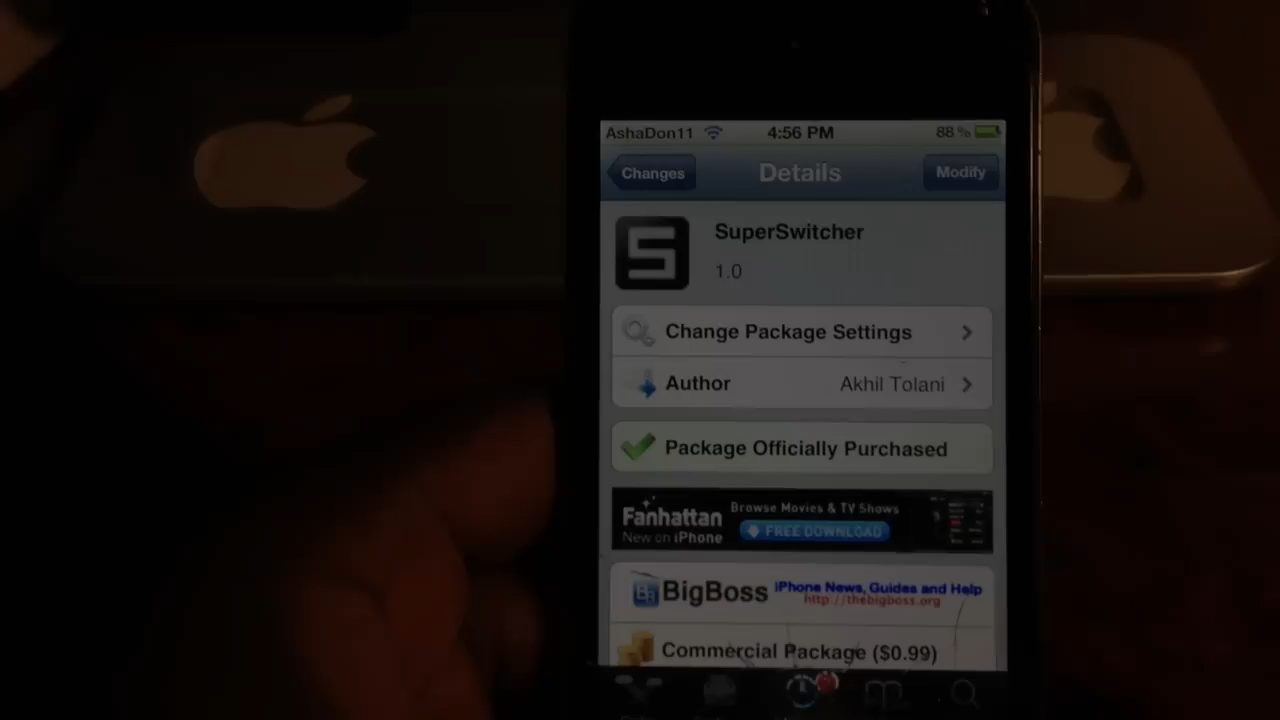 AshaDon11 4:56 PM 88 %
Changes Details Modify
SuperSwitcher
1.0
Change Package Settings
Author Akhil Tolani
Package Officially Purchased
Fanhattan Browse Movies & TV Shows
New on iPhone FREE DOWNLOAD
BigBoss iPhone News, Guides and Help
http://thebigboss.org
Commercial Package ($0.99)